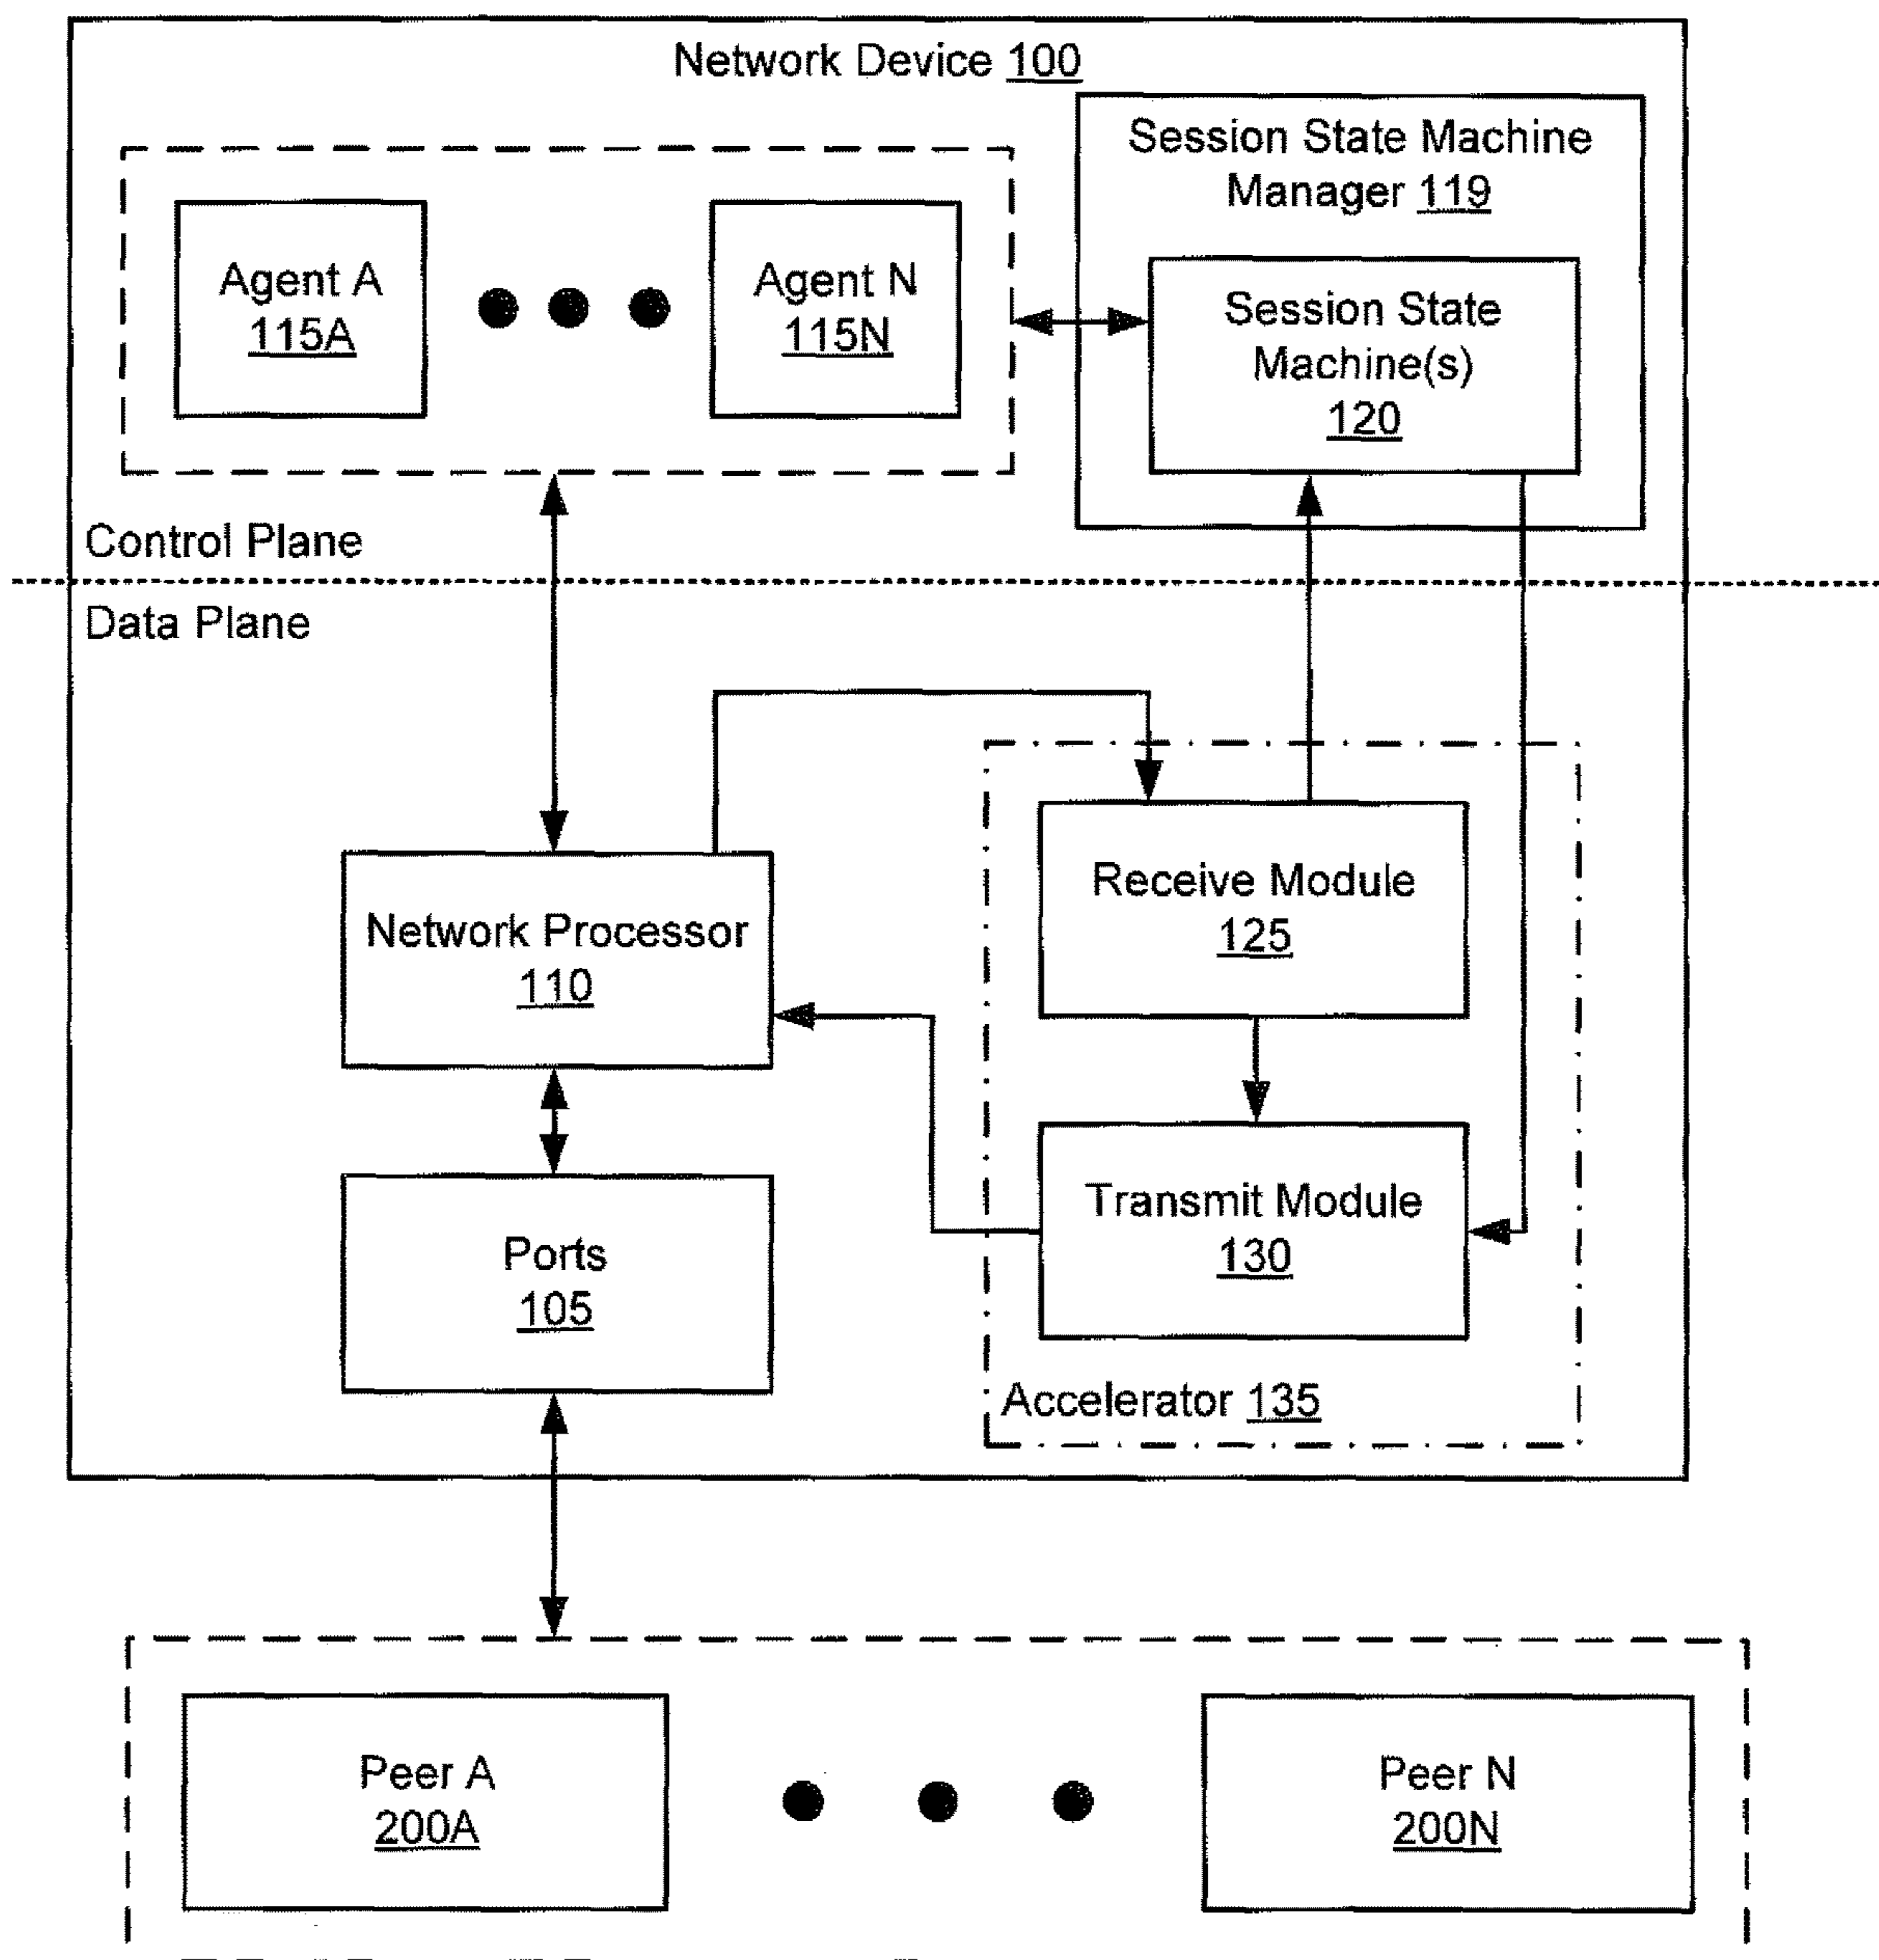 Network Device 100
Session State Machine
Manager 119
Agent A
115A
Agent N
115N
Session State
Machine(s)
120
Control Plane
Data Plane
Receive Module
125
Network Processor
110
Transmit Module
130
Ports
105
Accelerator 135
Peer A
200A
Peer N
200N